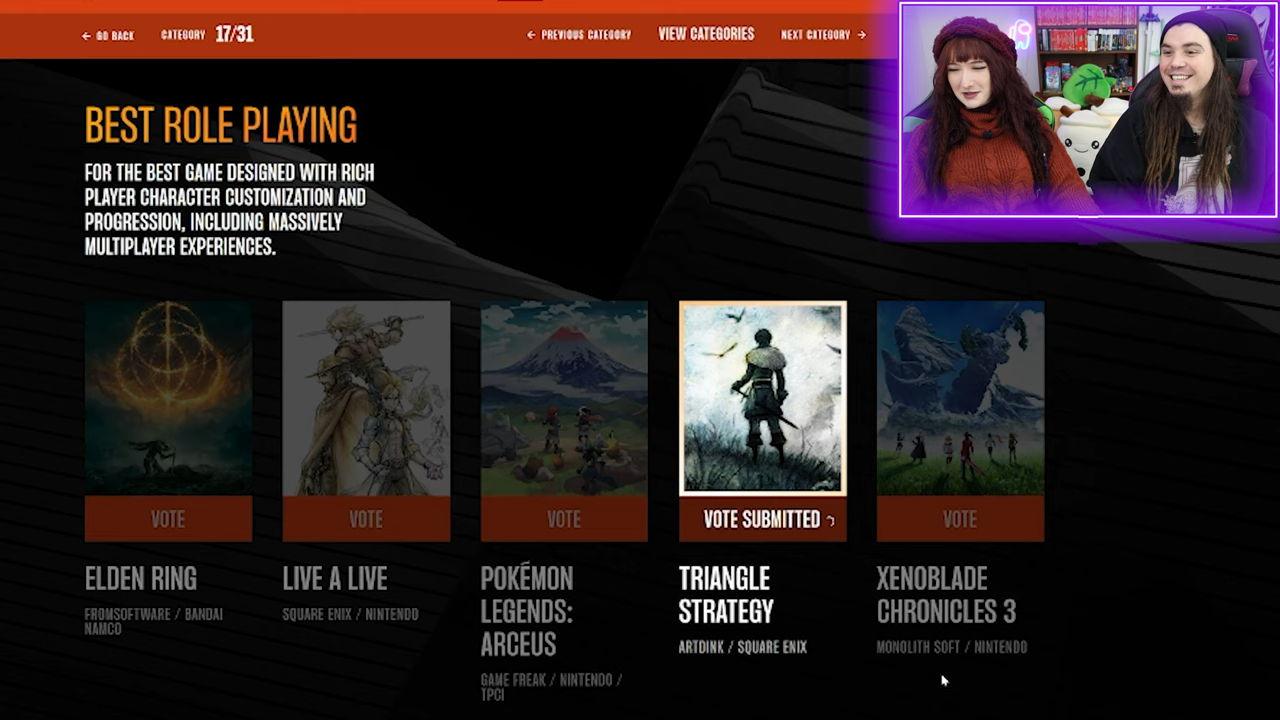 ← GO BACK
CATEGORY 17/31
← PREVIOUS CATEGORY
VIEW CATEGORIES
NEXT CATEGORY →
BEST ROLE PLAYING
FOR THE BEST GAME DESIGNED WITH RICH
PLAYER CHARACTER CUSTOMIZATION AND
PROGRESSION, INCLUDING MASSIVELY
MULTIPLAYER EXPERIENCES.
VOTE
VOTE
VOTE
VOTE SUBMITTED
VOTE
ELDEN RING
FROMSOFTWARE / BANDAI
NAMCO
LIVE A LIVE
SQUARE ENIX / NINTENDO
POKÉMON
LEGENDS:
ARCEUS
GAME FREAK / NINTENDO /
TPCI
TRIANGLE
STRATEGY
ARTDINK / SQUARE ENIX
XENOBLADE
CHRONICLES 3
MONOLITH SOFT / NINTENDO